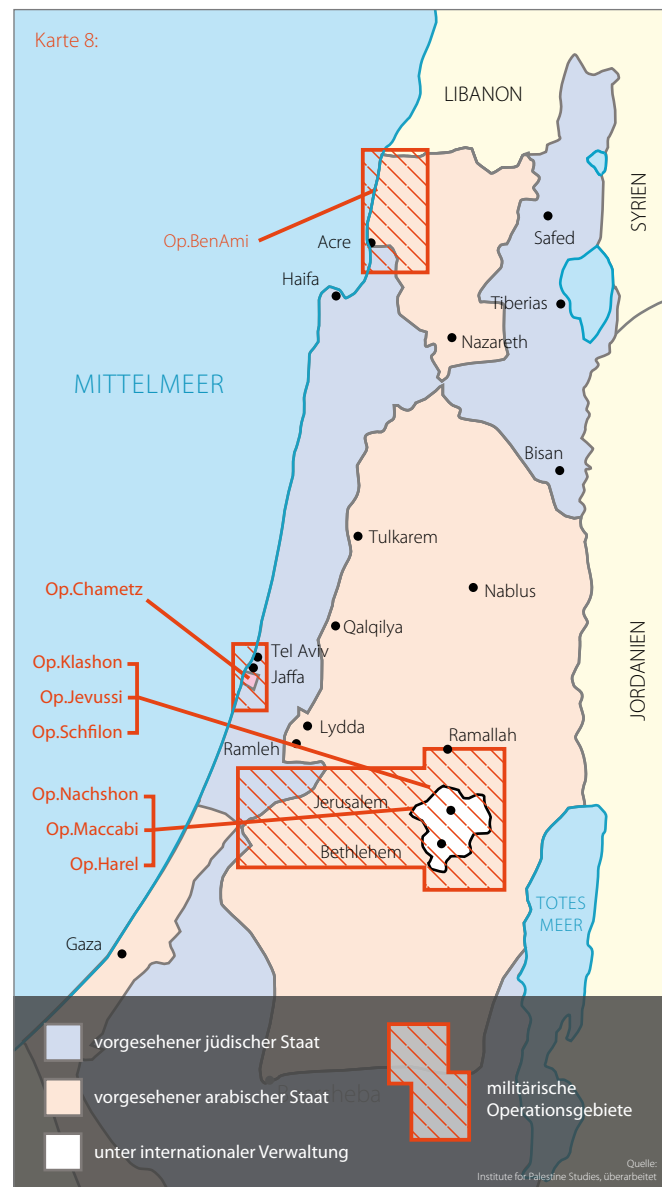 Karte 8:
LIBANON
SYRIEN
Op.BenAmi
Acre
Safed
Haifa
Tiberias
Nazareth
MITTELMEER
Bisan
Tulkarem
Op.Chametz
Nablus
Qalqilya
Tel Aviv
Jaffa
Op.Klashon
Op.Jevussi
Op.Schfilon
JORDANIEN
Lydda
Ramleh
Ramallah
Op.Nachshon
Op.Maccabi
Op.Harel
Jerusalem
Bethlehem
TOTES
MEER
Gaza
vorgesehener jüdischer Staat
vorgesehener arabischer Staat
unter internationaler Verwaltung
militärische
Operationsgebiete
Quelle:
Institute for Palestine Studies, überarbeitet